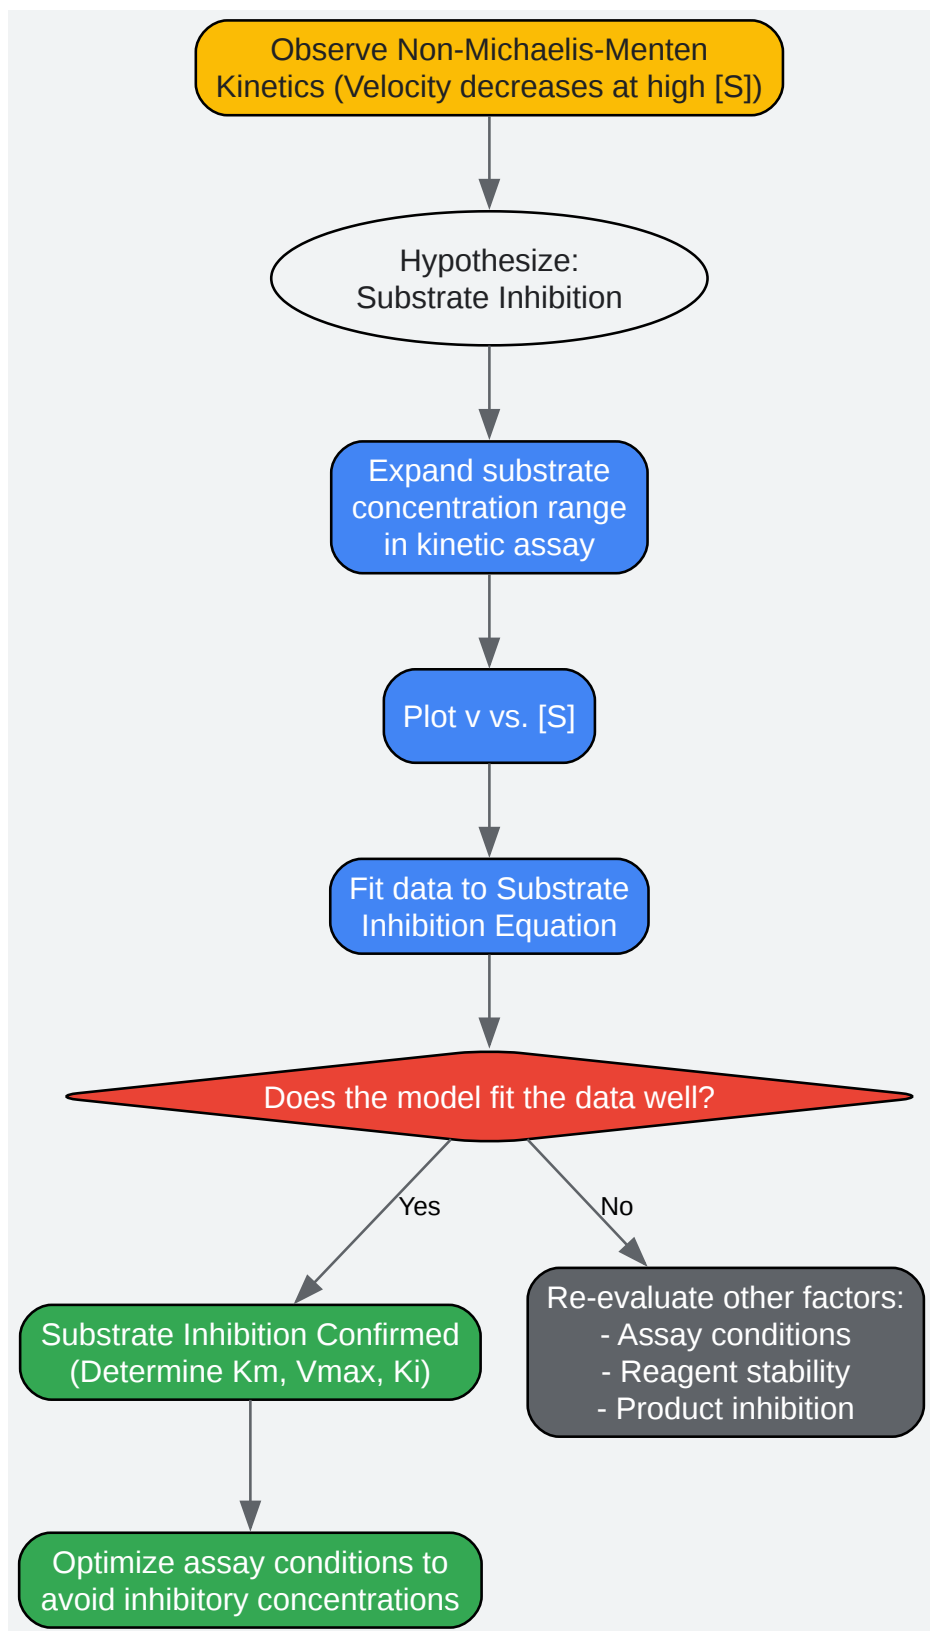 Observe Non-Michaelis-Menten
Kinetics (Velocity decreases at high [S])
Hypothesize:
Substrate Inhibition
Expand substrate
concentration range
in kinetic assay
Plot v vs. [S]
Fit data to Substrate
Inhibition Equation
Does the model fit the data well?
Yes
No
Substrate Inhibition Confirmed
(Determine Km, Vmax, Ki)
Re-evaluate other factors:
- Assay conditions
- Reagent stability
- Product inhibition
Optimize assay conditions to
avoid inhibitory concentrations